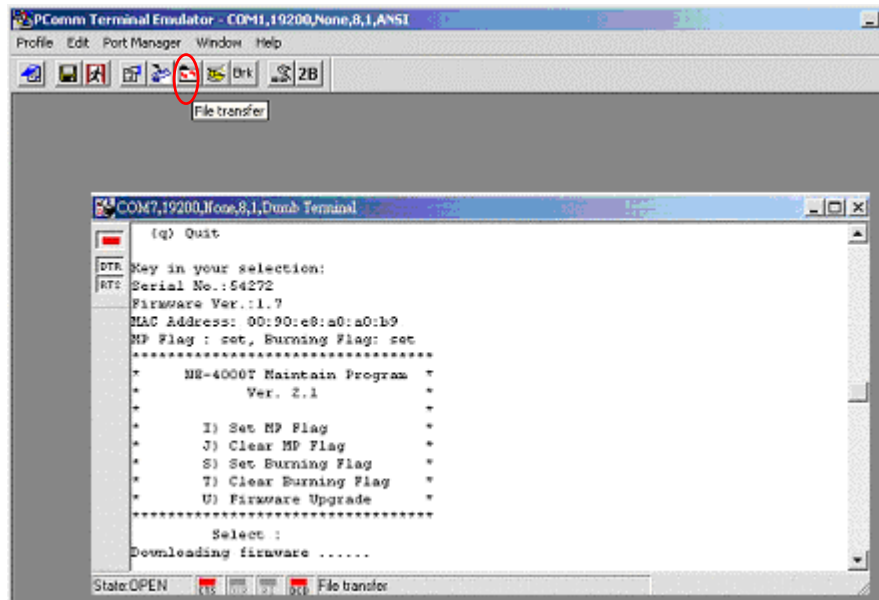 PComm Terminal Emulator - COM1,19200,None,8,1,ANSI
Profile Edit Port Manager Window Help
Brk 2B
File transfer
COM7,19200,None,8,1,Dumb Terminal
(q) Quit
DTR
RTS
Key in your selection:
Serial No.:54272
Firmware Ver.:1.7
MAC Address: 00:90:e8:a0:a0:b9
MP Flag : set, Burning Flag: set
**********************************
* NE-4000T Maintain Program *
* Ver. 2.1 *
* *
* I) Set MP Flag *
* J) Clear MP Flag *
* S) Set Burning Flag *
* T) Clear Burning Flag *
* U) Firmware Upgrade *
**********************************
Select :
Downloading firmware ......
State:OPEN CTS DSR RI DCD File transfer